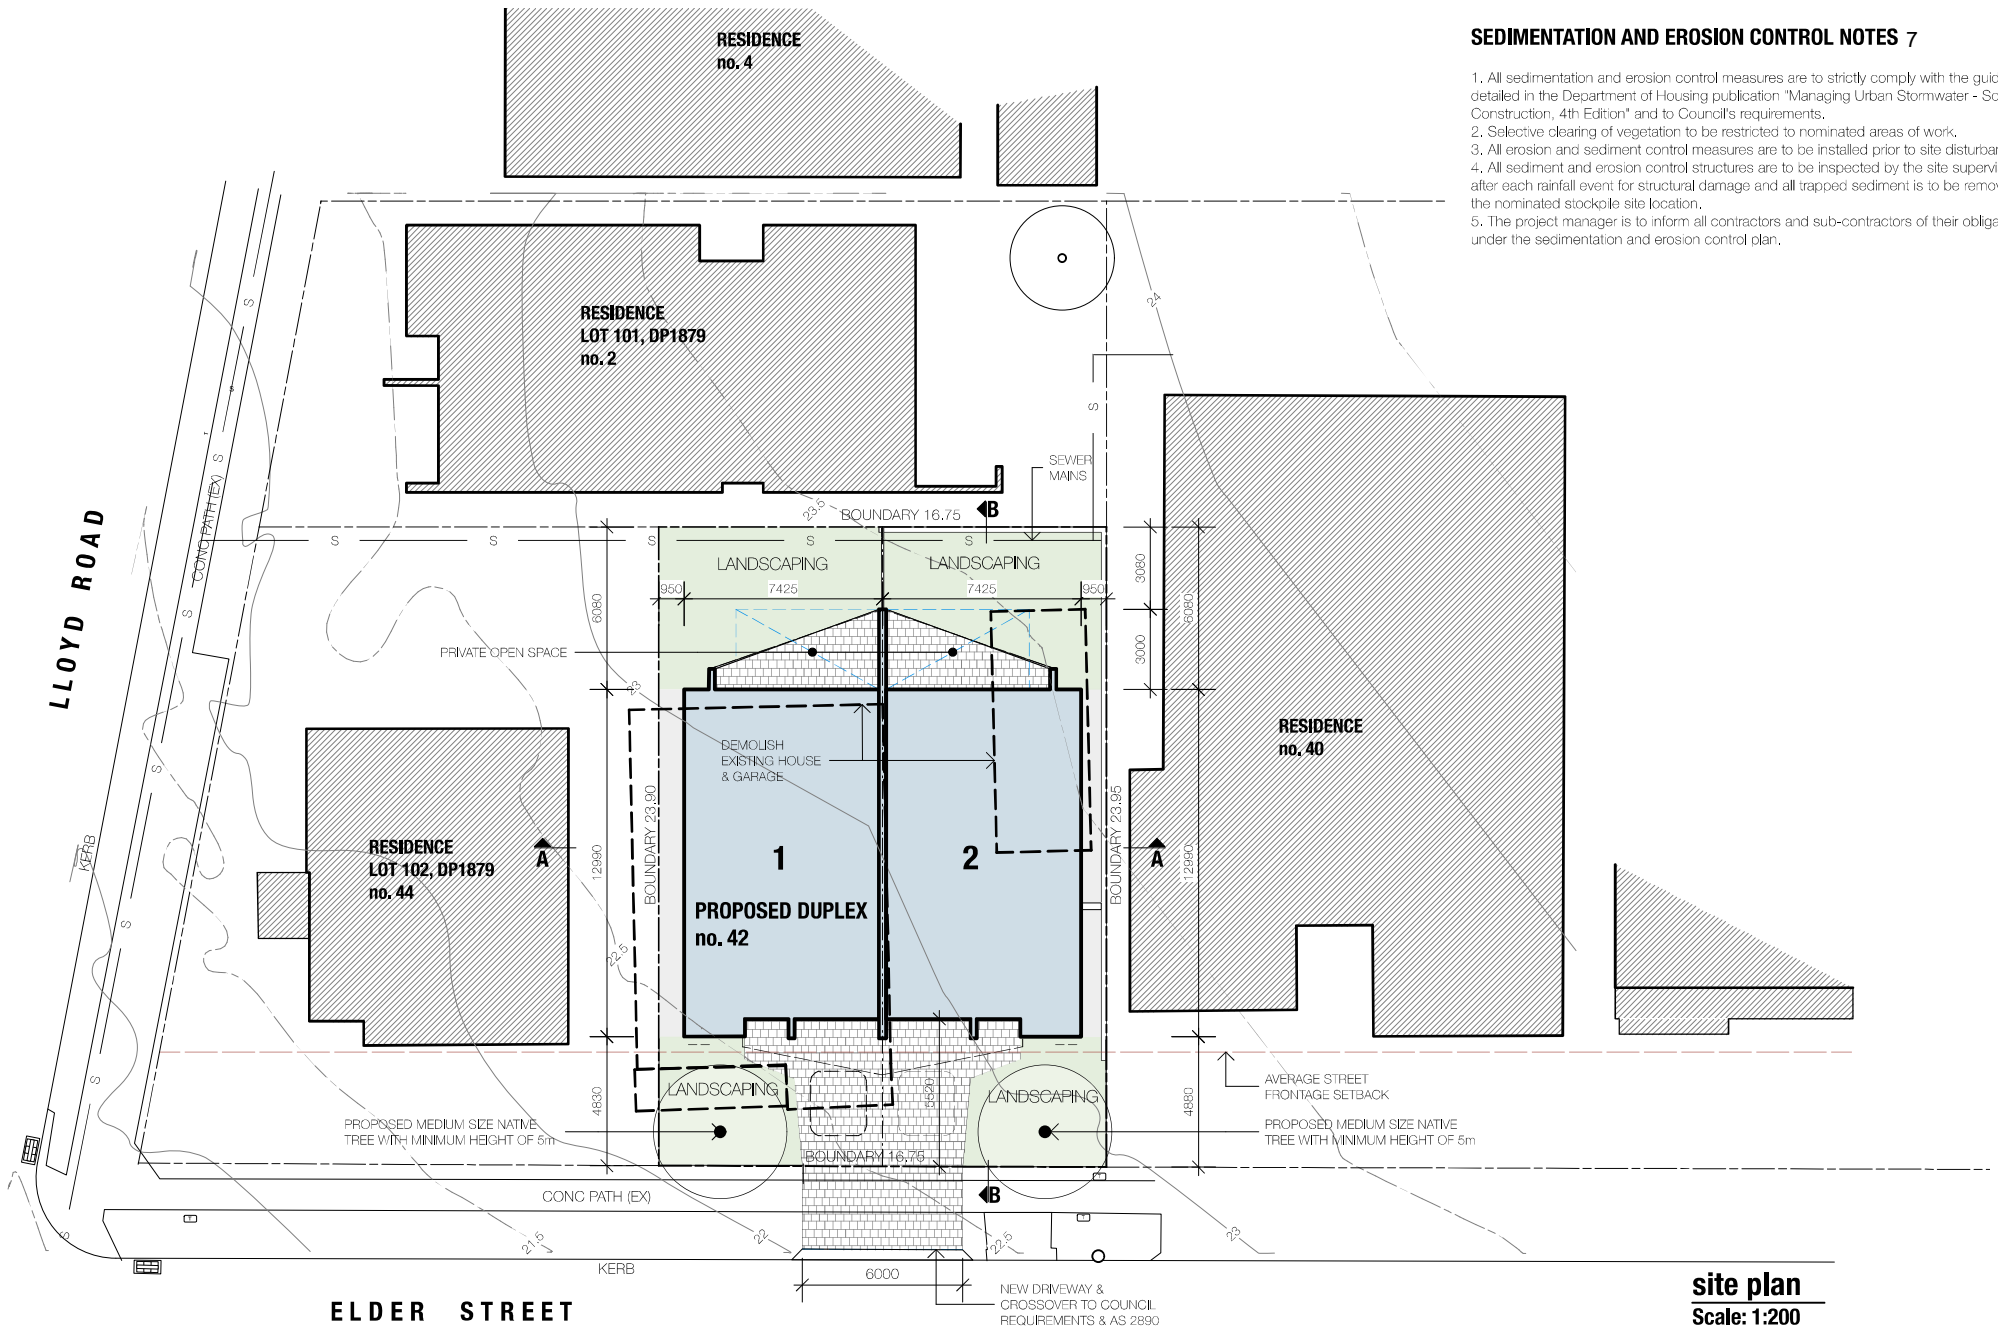 RESIDENCE
no. 4
SEDIMENTATION AND EROSION CONTROL NOTES 7
1. All sedimentation and erosion control measures are to strictly comply with the
detailed in the Department of Housing publication "Managing Urban Stormwater -
Construction, 4th Edition" and to Council's requirements.
2. Selective clearing of vegetation to be restricted to nominated areas of work.
3. All erosion and sediment control measures are to be installed prior to site
4. All sediment and erosion control structures are to be inspected by the site
after each rainfall event for structural damage and all trapped sediment is to be
the nominated stockpile site location.
5. The project manager is to inform all contractors and sub-contractors of their
under the sedimentation and erosion control plan.
RESIDENCE
LOT 101, DP1879
no. 2
24
S
S
S
SEWER
MAINS
CONC PATH (EX)
23.5
BOUNDARY 16.75
B
S
S
S
S
S
LANDSCAPING
LANDSCAPING
950
7425
7425
950
6080
3080
6080
3000
LLOYD ROAD
S
PRIVATE OPEN SPACE
23
DEMOLISH
EXISTING HOUSE
& GARAGE
RESIDENCE
no. 40
S
BOUNDARY 23.90
BOUNDARY 23.95
KERB
RESIDENCE
LOT 102, DP1879
no. 44
A
12990
1
2
A
12990
PROPOSED DUPLEX
no. 42
S
22.5
S
4830
LANDSCAPING
5520
LANDSCAPING
4880
AVERAGE STREET
FRONTAGE SETBACK
PROPOSED MEDIUM SIZE NATIVE
TREE WITH MINIMUM HEIGHT OF 5m
PROPOSED MEDIUM SIZE NATIVE
TREE WITH MINIMUM HEIGHT OF 5m
BOUNDARY 16.75
CONC PATH (EX)
B
S
21.5
22
22.5
23
KERB
6000
NEW DRIVEWAY &
CROSSOVER TO COUNCIL
REQUIREMENTS & AS 2890
ELDER STREET
site plan
Scale: 1:200